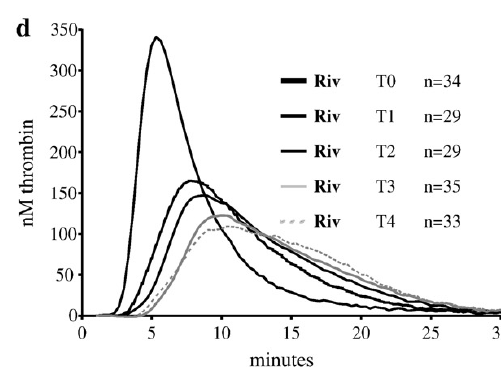 d
350
300
250
200
150
100
50
0
nM thrombin
Riv T0 n=34
Riv T1 n=29
Riv T2 n=29
Riv T3 n=35
Riv T4 n=33
0 5 10 15 20 25
minutes